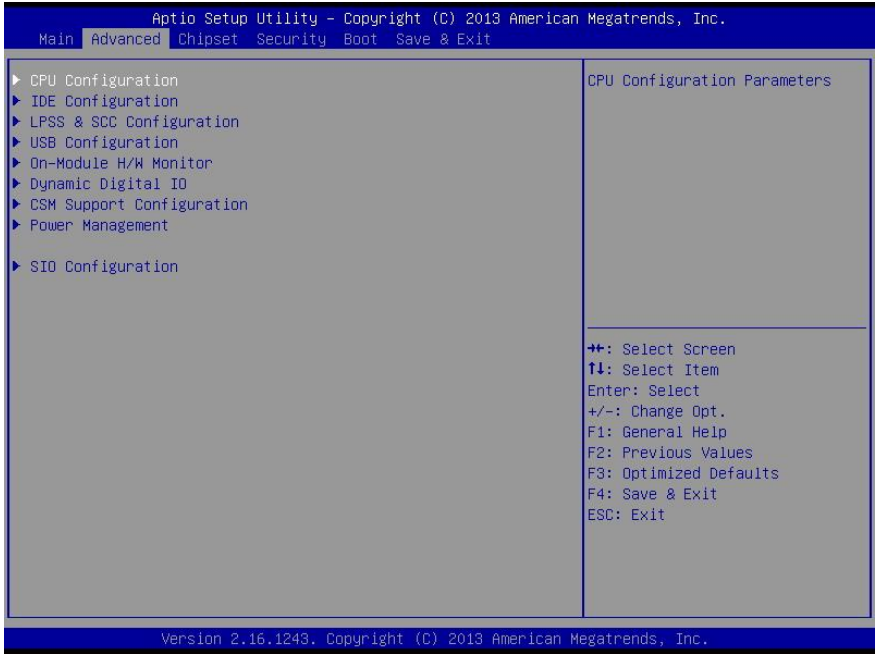 Aptio Setup Utility – Copyright (C) 2013 American Megatrends, Inc.
Main Advanced Chipset Security Boot Save & Exit
▶ CPU Configuration
▶ IDE Configuration
▶ LPSS & SCC Configuration
▶ USB Configuration
▶ On-Module H/W Monitor
▶ Dynamic Digital IO
▶ CSM Support Configuration
▶ Power Management
▶ SIO Configuration
CPU Configuration Parameters
→←: Select Screen
↑↓: Select Item
Enter: Select
+/-: Change Opt.
F1: General Help
F2: Previous Values
F3: Optimized Defaults
F4: Save & Exit
ESC: Exit
Version 2.16.1243. Copyright (C) 2013 American Megatrends, Inc.